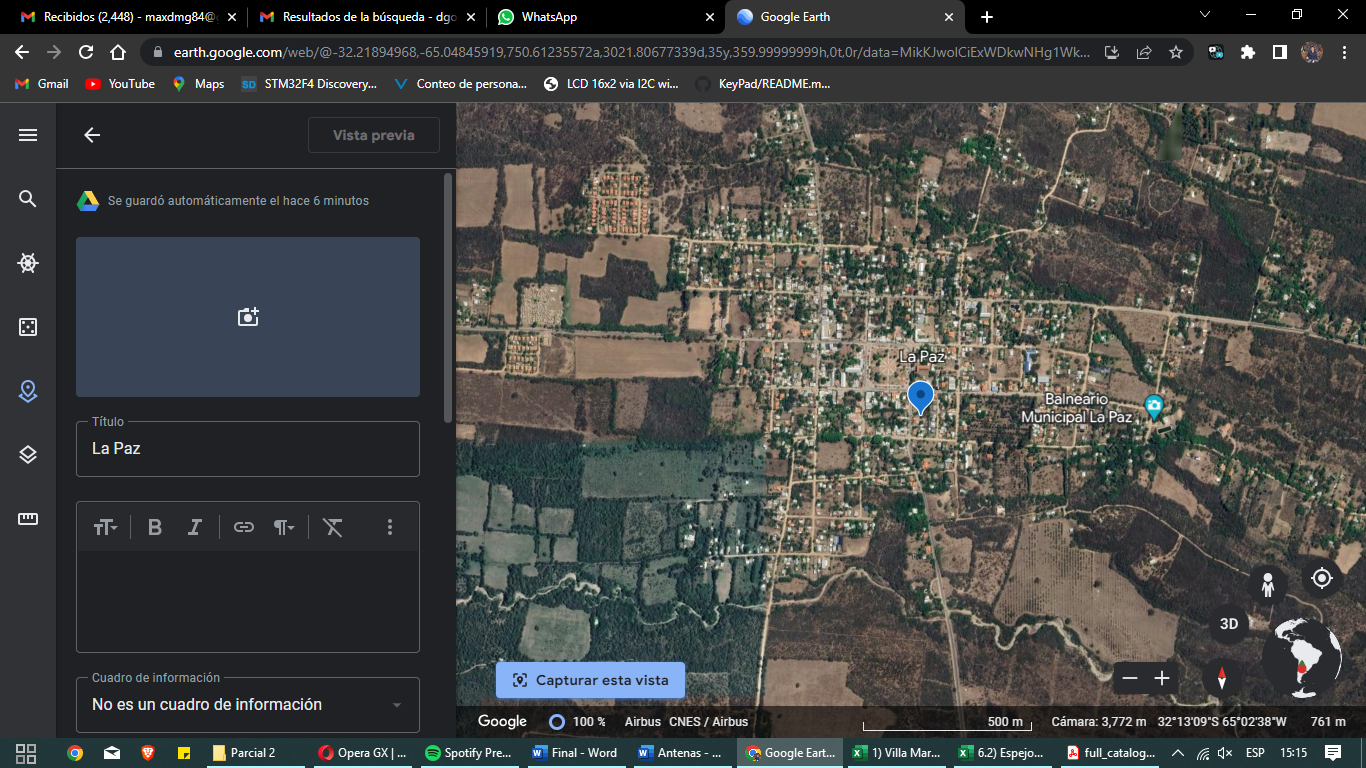 Recibidos (2,448) - maxdmg84@
Resultados de la búsqueda - dgo
WhatsApp
Google Earth
earth.google.com/web/@-32.21894968,-65.04845919,750.61235572a,3021.80677339d,35y,359.99999999h,0t,0r/data=MikKJwolCiExWDkwNHg1Wk...
Gmail
YouTube
Maps
SD
STM32F4 Discovery...
Conteo de persona...
LCD 16x2 via I2C wi...
KeyPad/README.m...
Vista previa
Se guardó automáticamente el hace 6 minutos
Título
La Paz
B
I
Cuadro de información
No es un cuadro de información
La Paz
Balneario
Municipal La Paz
3D
Capturar esta vista
Google
100 %
Airbus
CNES / Airbus
500 m
Cámara: 3,772 m
32°13'09"S 65°02'38"W
761 m
Parcial 2
Opera GX | ...
Spotify Pre...
Final - Word
Antenas - ...
Google Eart...
1) Villa Mar...
6.2) Espejo...
full_catalog...
ESP
15:15